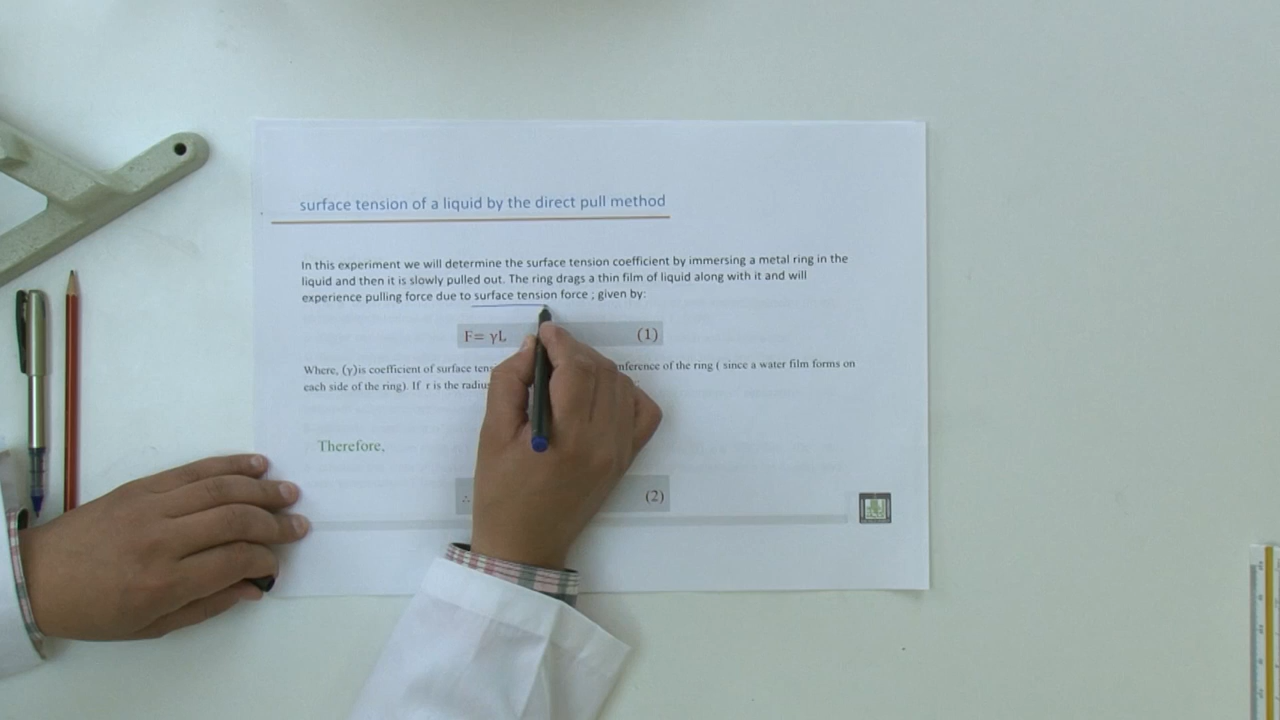 surface tension of a liquid by the direct pull method
In this experiment we will determine the surface tension coefficient by immersing a metal ring in the
liquid and then it is slowly pulled out. The ring drags a thin film of liquid along with it and will
experience pulling force due to surface tension force ; given by:
F= γL (1)
Where, (γ)is coefficient of surface of the ring ( since a water film forms on
each side of the ring). If r is the
Therefore,
∴ (2)